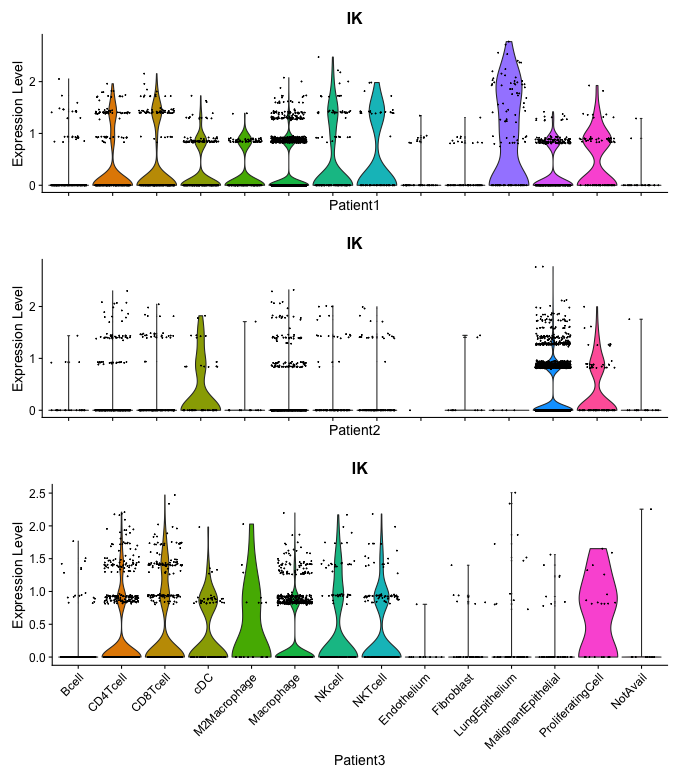 IK
Expression Level
2
1
0
Patient1
IK
Expression Level
2
1
0
Patient2
IK
Expression Level
2.5
2.0
1.5
1.0
0.5
0.0
Bcell
CD4Tcell
CD8Tcell
cDC
M2Macrophage
Macrophage
NKcell
NKTcell
Endothelium
Fibroblast
LungEpithelium
MalignantEpithelial
ProliferatingCell
NotAvail
Patient3